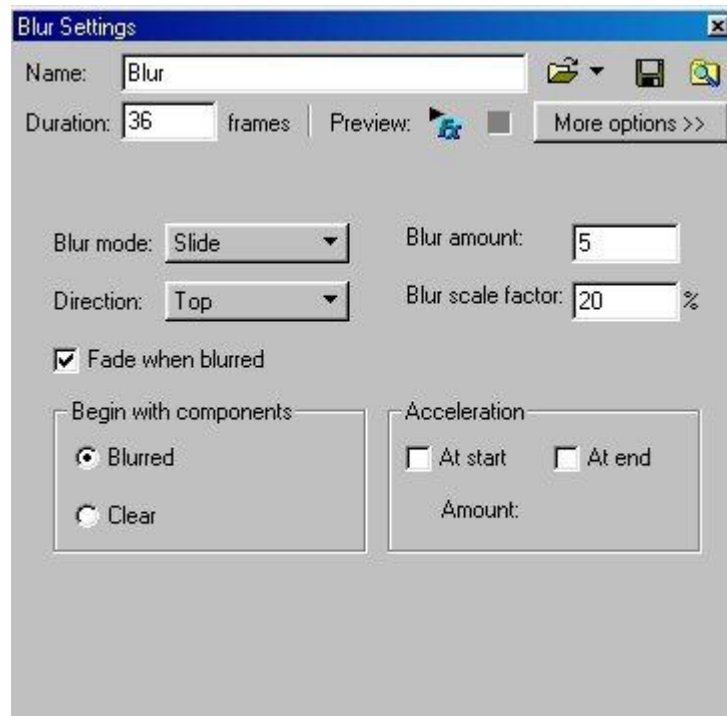 Blur Settings
Name: Blur
Duration: 36 frames Preview: Fx More options >>
Blur mode: Slide Blur amount: 5
Direction: Top Blur scale factor: 20 %
Fade when blurred
Begin with components Acceleration
Blurred At start At end
Clear Amount: